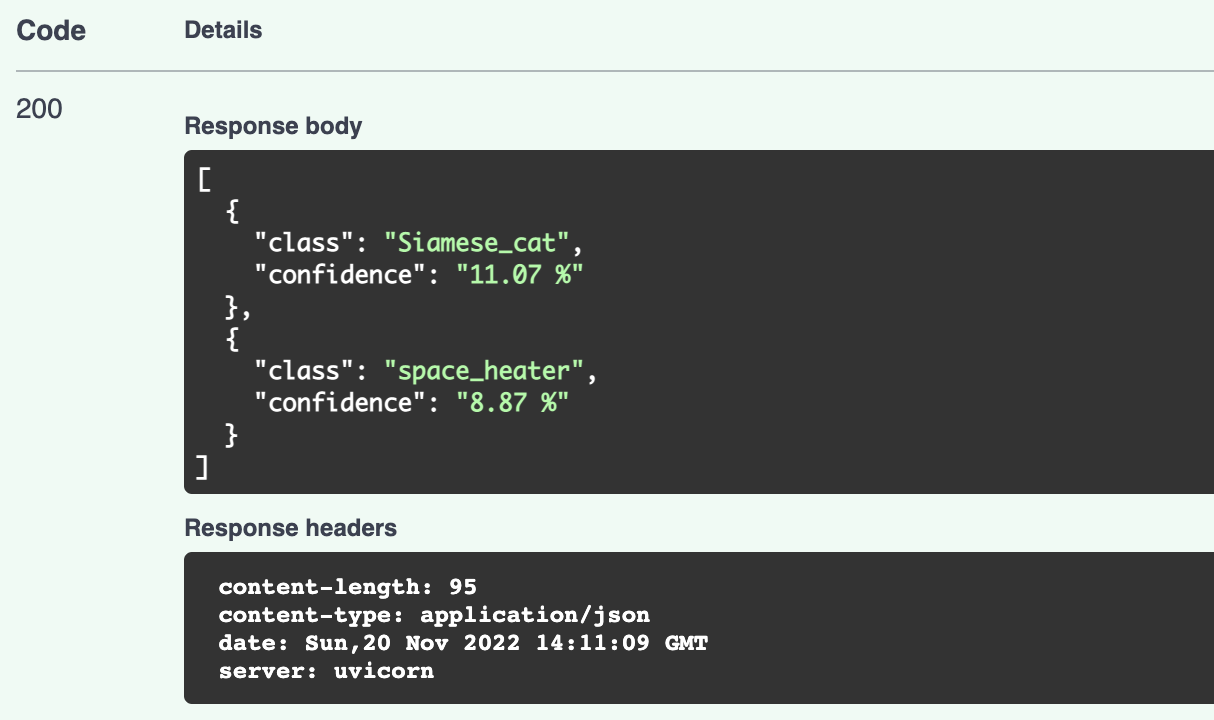 Code Details
200
Response body
[
  {
    "class": "Siamese_cat",
    "confidence": "11.07 %"
  },
  {
    "class": "space_heater",
    "confidence": "8.87 %"
  }
]
Response headers
content-length: 95
content-type: application/json
date: Sun,20 Nov 2022 14:11:09 GMT
server: uvicorn